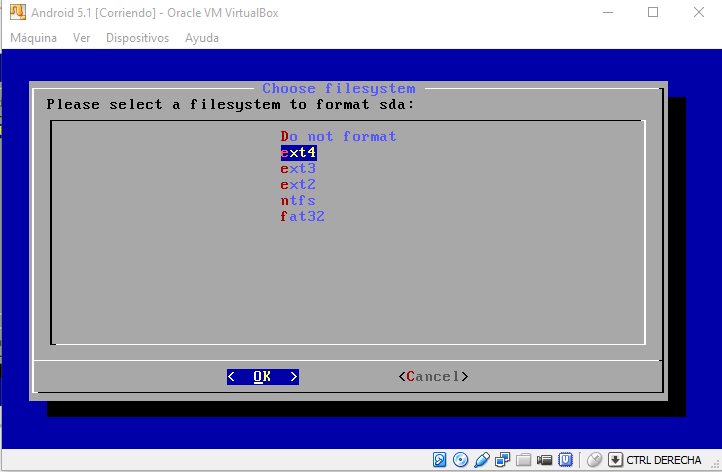 Android 5.1 [Corriendo] - Oracle VM VirtualBox
Máquina Ver Dispositivos Ayuda
Choose filesystem
Please select a filesystem to format sda:
Do not format
ext4
ext3
ext2
ntfs
fat32
< OK > <Cancel>
CTRL DERECHA